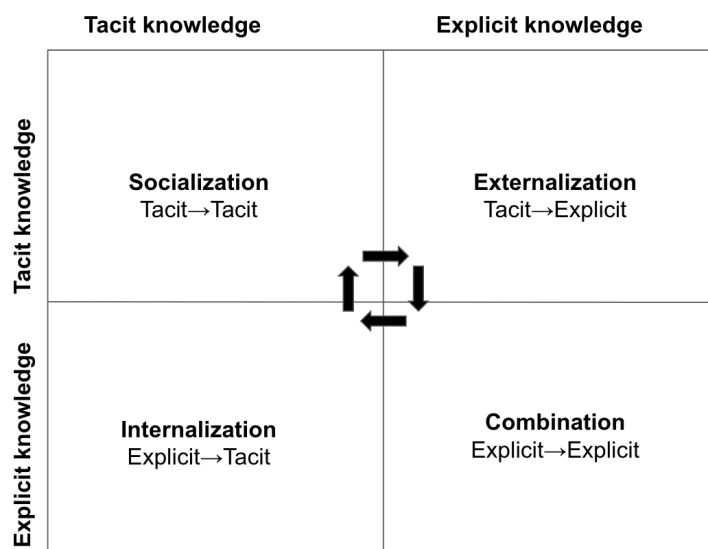 Tacit knowledge
Explicit knowledge
Tacit knowledge
Socialization
Tacit→Tacit
Externalization
Tacit→Explicit
Explicit knowledge
Internalization
Explicit→Tacit
Combination
Explicit→Explicit